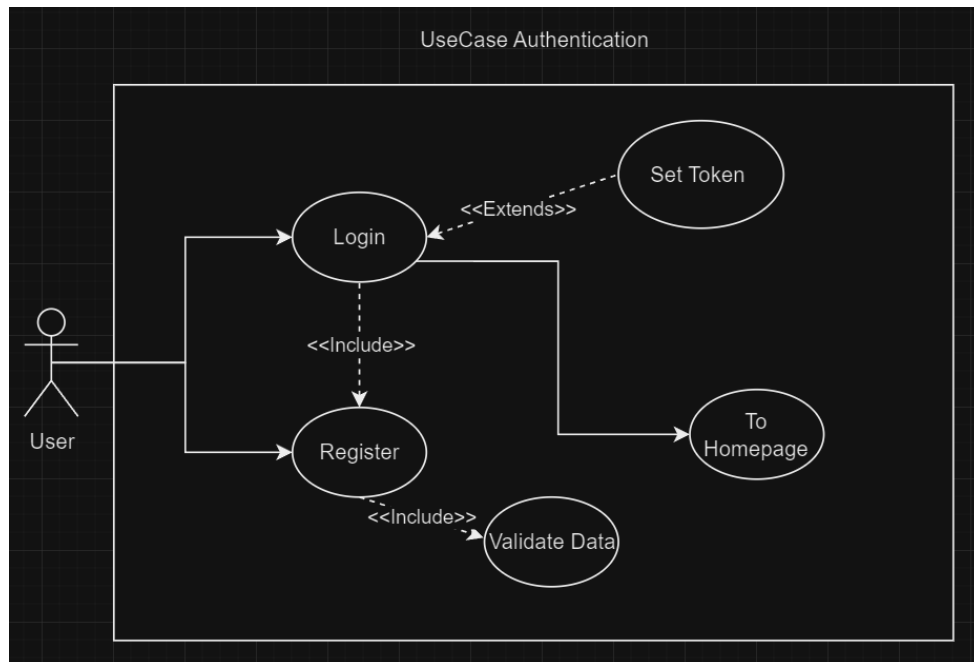 UseCase Authentication
Set Token
<<Extends>>
Login
<<Include>>
User
Register
To
Homepage
<<Include>>
Validate Data